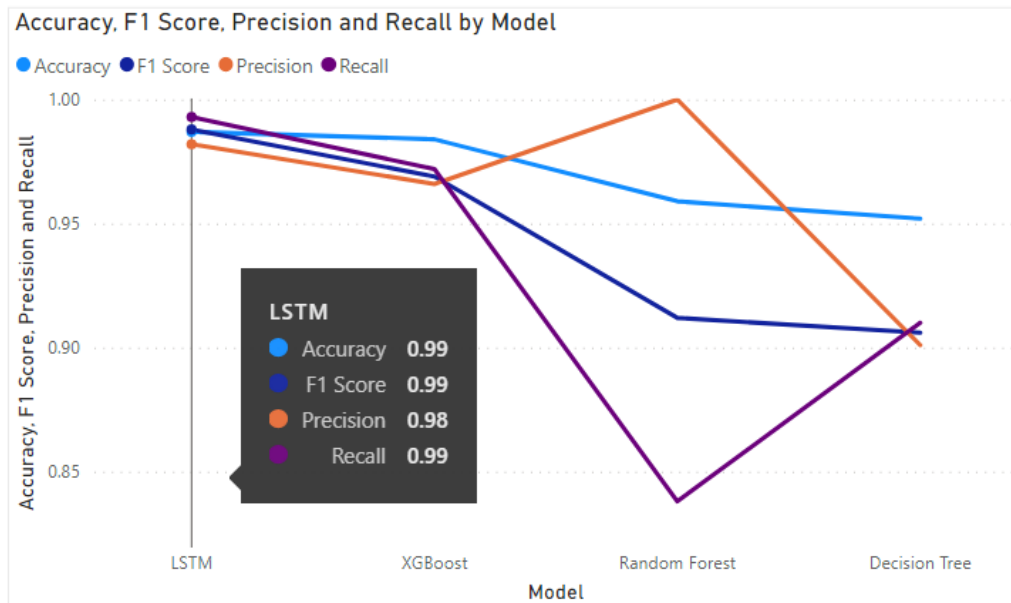 Accuracy, F1 Score, Precision and Recall by Model
Accuracy F1 Score Precision Recall
Accuracy, F1 Score, Precision and Recall
1.00
0.95
0.90
0.85
LSTM
Accuracy 0.99
F1 Score 0.99
Precision 0.98
Recall 0.99
LSTM XGBoost Random Forest Decision Tree
Model